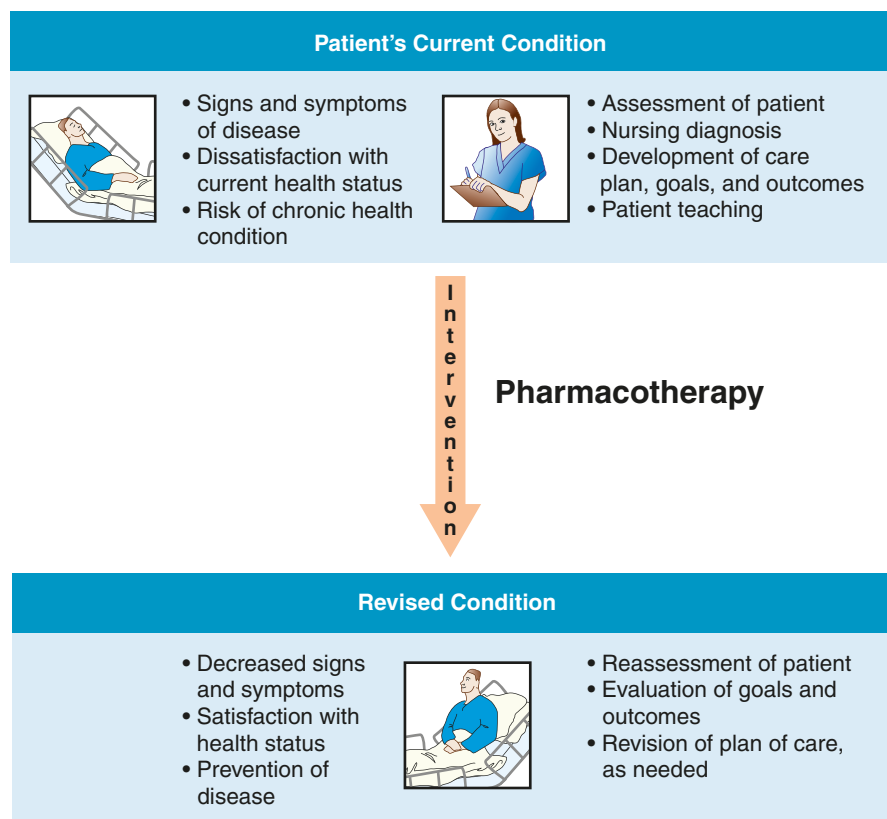 Patient's Current Condition
• Signs and symptoms
of disease
• Dissatisfaction with
current health status
• Risk of chronic health
condition
• Assessment of patient
• Nursing diagnosis
• Development of care
plan, goals, and outcomes
• Patient teaching
Intervention
Pharmacotherapy
Revised Condition
• Decreased signs
and symptoms
• Satisfaction with
health status
• Prevention of
disease
• Reassessment of patient
• Evaluation of goals and
outcomes
• Revision of plan of care,
as needed